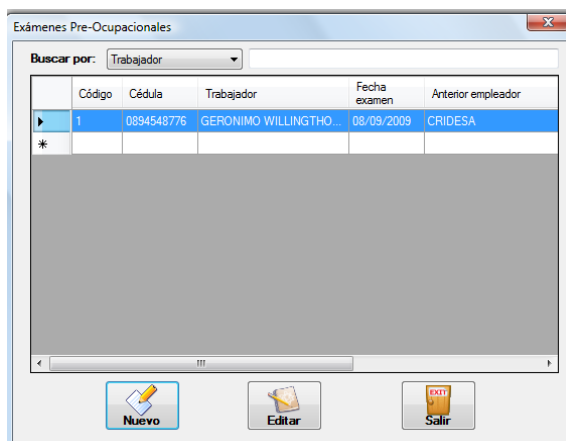 Exámenes Pre-Ocupacionales
Buscar por: Trabajador
Código Cédula Trabajador Fecha examen Anterior empleador
1 0894548776 GERONIMO WILLINGTHO... 08/09/2009 CRIDESA
Nuevo Editar EXIT Salir